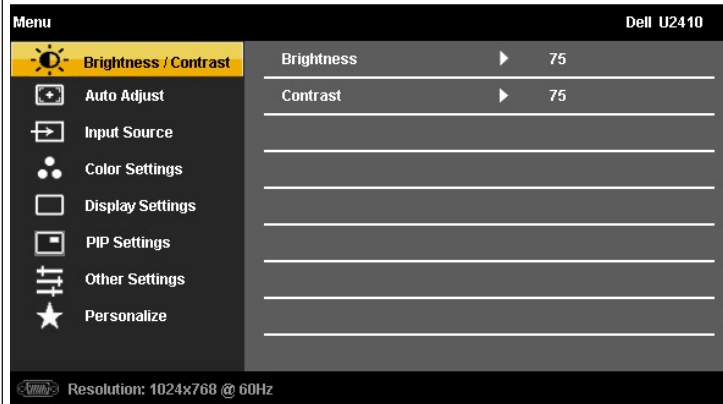 Menu Dell U2410
Brightness / Contrast Brightness 75
Auto Adjust Contrast 75
Input Source
Color Settings
Display Settings
PIP Settings
Other Settings
Personalize
Resolution: 1024x768 @ 60Hz